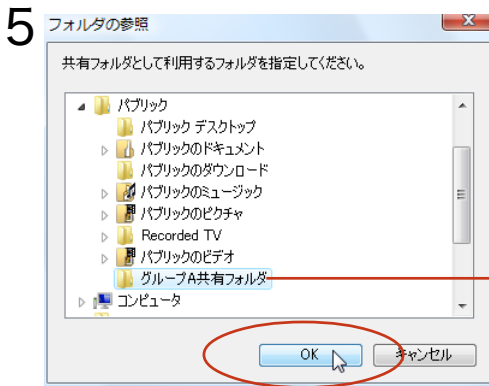 5
フォルダの参照
共有フォルダとして利用するフォルダを指定してください。
パブリック
パブリック デスクトップ
パブリックのドキュメント
パブリックのダウンロード
パブリックのミュージック
パブリックのピクチャ
Recorded TV
パブリックのビデオ
グループA共有フォルダ
コンピュータ
OK キャンセル